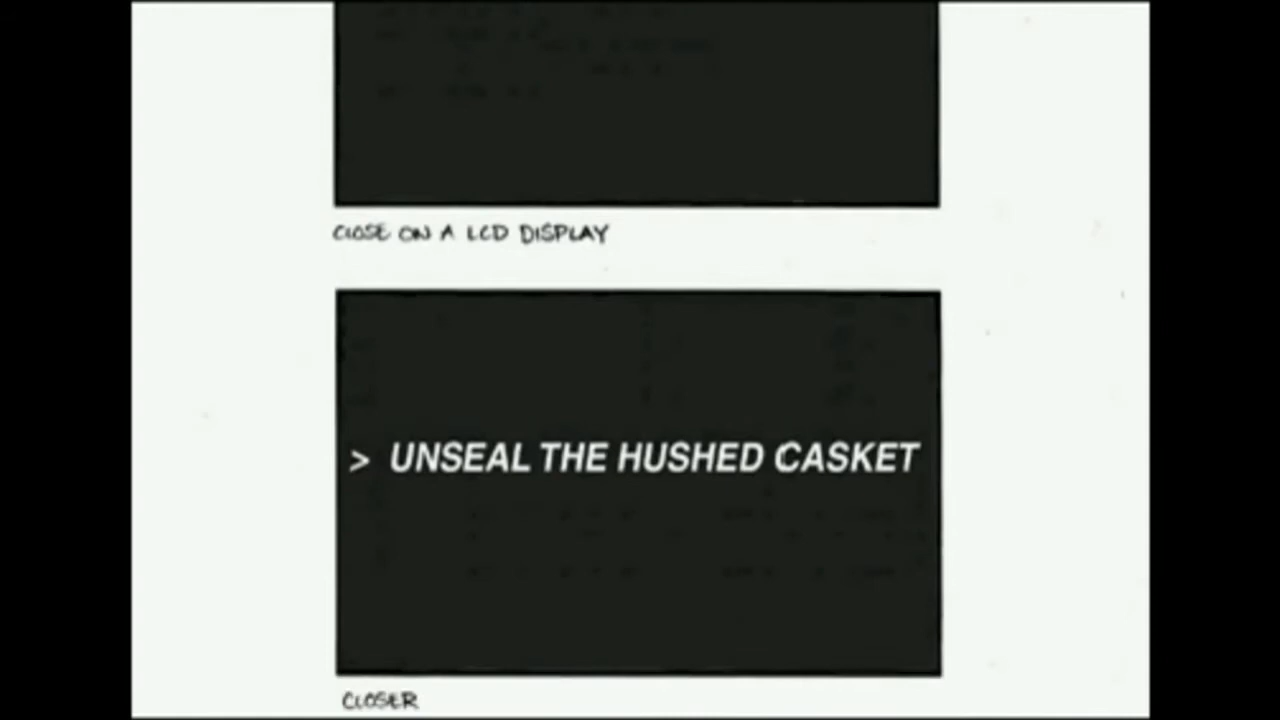 CLOSE ON A LCD DISPLAY
> UNSEAL THE HUSHED CASKET
CLOSER